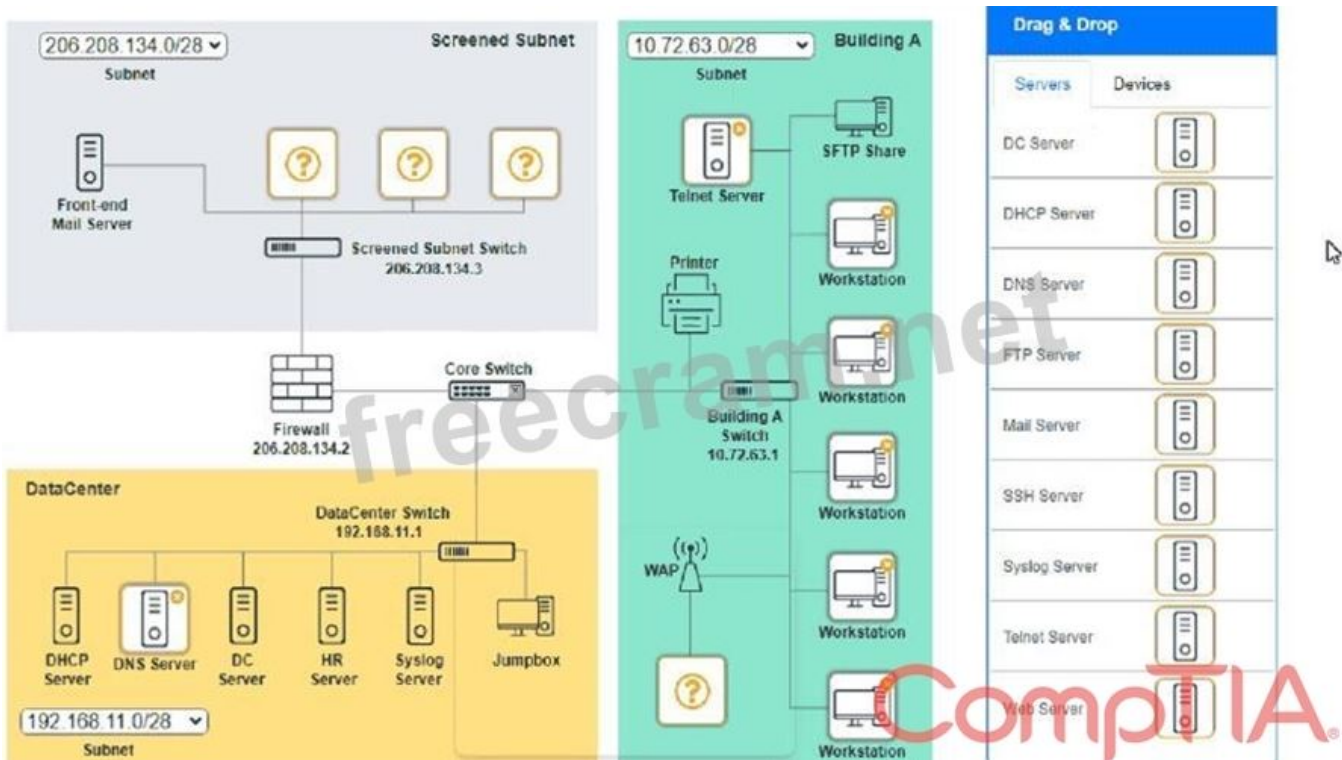 206.208.134.0/28
Subnet
Screened Subnet
Front-end
Mail Server
Screened Subnet Switch
206.208.134.3
Firewall
206.208.134.2
Core Switch
10.72.63.0/28
Subnet
Building A
Telnet Server
SFTP Share
Printer
Workstation
Workstation
Building A
Switch
10.72.63.1
Workstation
WAP
Workstation
Workstation
DataCenter
DataCenter Switch
192.168.11.1
DHCP
Server
DNS Server
DC
Server
HR
Server
Syslog
Server
Jumpbox
192.168.11.0/28
Subnet
Drag & Drop
Servers
Devices
DC Server
DHCP Server
DNS Server
FTP Server
Mail Server
SSH Server
Syslog Server
Telnet Server
Web Server
freecram.net
CompTIA.